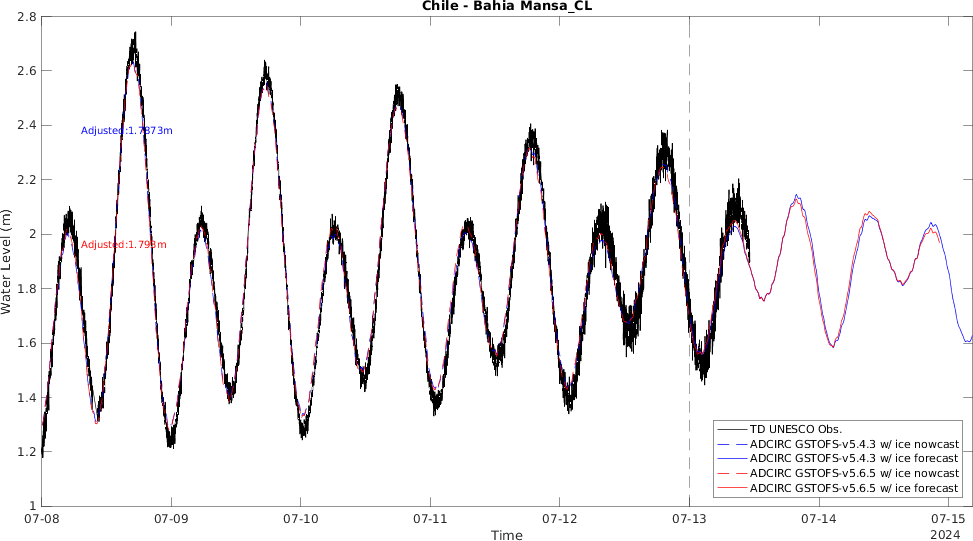 Chile - Bahia Mansa_CL
2.8
2.6
2.4
2.2
2
1.8
1.6
1.4
1.2
1
Water Level (m)
Adjusted:1.7873m
Adjusted:1.793m
TD UNESCO Obs.
ADCIRC GSTOFS-v5.4.3 w/ ice nowcast
ADCIRC GSTOFS-v5.4.3 w/ ice forecast
ADCIRC GSTOFS-v5.6.5 w/ ice nowcast
ADCIRC GSTOFS-v5.6.5 w/ ice forecast
07-08 07-09 07-10 07-11 07-12 07-13 07-14 07-15
Time
2024